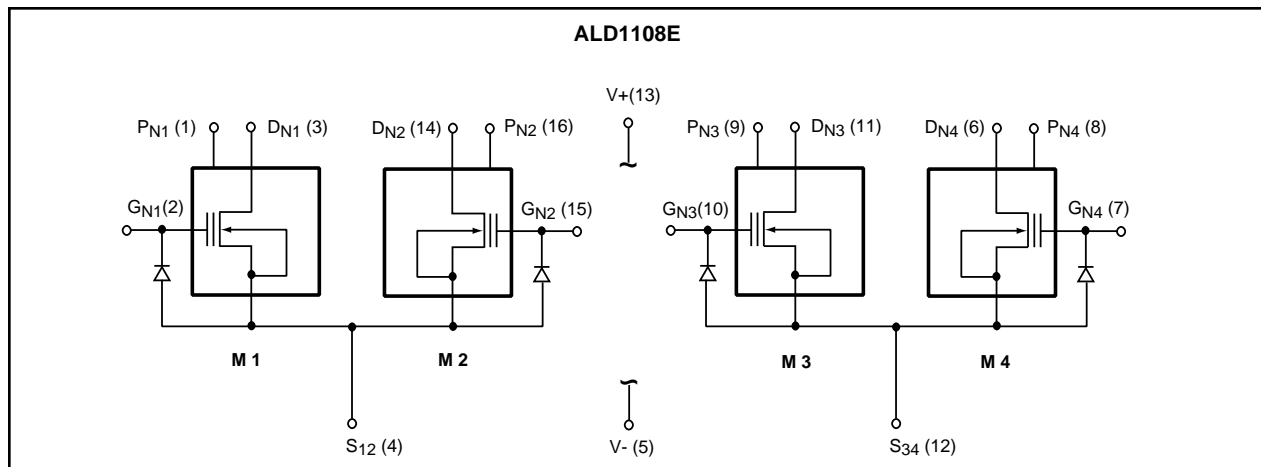 ALD1108E
V+(13)
PN1 (1) DN1 (3) DN2 (14) PN2 (16) PN3 (9) DN3 (11) DN4 (6) PN4 (8)
GN1(2) GN2 (15) GN3(10) GN4 (7)
M 1 M 2 M 3 M 4
S12 (4) V- (5) S34 (12)